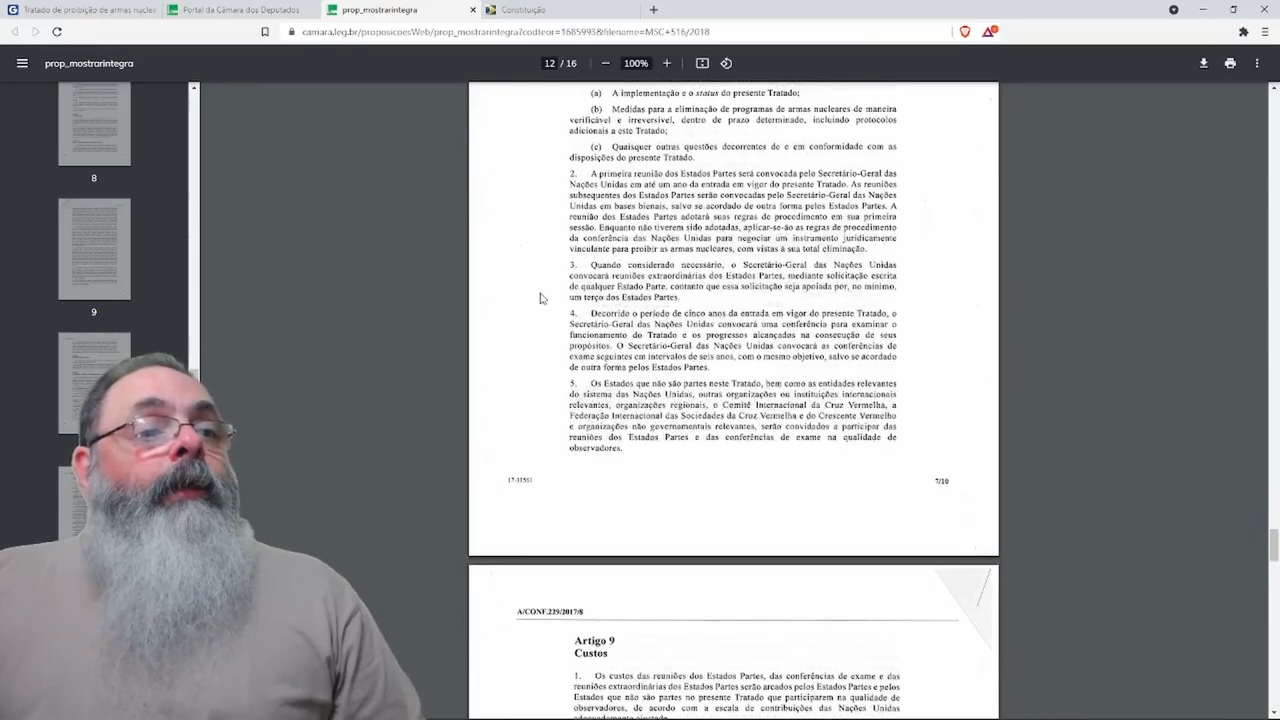 Tratado de proibição de armas nucle
Portal da Câmara dos Deputados
prop_mostrarintegra
Constituição
camara.leg.br/proposicoesWeb/prop_mostrarintegra?codteor=1685993&filename=MSC+516/2018
prop_mostrarintegra
12 / 16
100%
8
9
(a) A implementação e o status do presente Tratado;
(b) Medidas para a eliminação de programas de armas nucleares de maneira
verificável e irreversível, dentro de prazo determinado, incluindo protocolos
adicionais a este Tratado;
(c) Quaisquer outras questões decorrentes de e em conformidade com as
disposições do presente Tratado.
2. A primeira reunião dos Estados Partes será convocada pelo Secretário-Geral das
Nações Unidas em até um ano da entrada em vigor do presente Tratado. As reuniões
subsequentes dos Estados Partes serão convocadas pelo Secretário-Geral das Nações
Unidas em bases bienais, salvo se acordado de outra forma pelos Estados Partes. A
reunião dos Estados Partes adotará suas regras de procedimento em sua primeira
sessão. Enquanto não tiverem sido adotadas, aplicar-se-ão as regras de procedimento
da conferência das Nações Unidas para negociar um instrumento juridicamente
vinculante para proibir as armas nucleares, com vistas à sua total eliminação.
3. Quando considerado necessário, o Secretário-Geral das Nações Unidas
convocará reuniões extraordinárias dos Estados Partes, mediante solicitação escrita
de qualquer Estado Parte, contanto que essa solicitação seja apoiada por, no mínimo,
um terço dos Estados Partes.
4. Decorrido o período de cinco anos da entrada em vigor do presente Tratado, o
Secretário-Geral das Nações Unidas convocará uma conferência para examinar o
funcionamento do Tratado e os progressos alcançados na consecução de seus
propósitos. O Secretário-Geral das Nações Unidas convocará as conferências de
exame seguintes em intervalos de seis anos, com o mesmo objetivo, salvo se acordado
de outra forma pelos Estados Partes.
5. Os Estados que não são partes neste Tratado, bem como as entidades relevantes
do sistema das Nações Unidas, outras organizações ou instituições internacionais
relevantes, organizações regionais, o Comitê Internacional da Cruz Vermelha, a
Federação Internacional das Sociedades da Cruz Vermelha e do Crescente Vermelho
e organizações não governamentais relevantes, serão convidados a participar das
reuniões dos Estados Partes e das conferências de exame na qualidade de
observadores.
17-11561
7/10
A/CONF.229/2017/8
Artigo 9
Custos
1. Os custos das reuniões dos Estados Partes, das conferências de exame e das
reuniões extraordinárias dos Estados Partes serão arcados pelos Estados Partes e pelos
Estados que não são partes no presente Tratado que participarem na qualidade de
observadores, de acordo com a escala de contribuições das Nações Unidas
adequadamente ajustada.